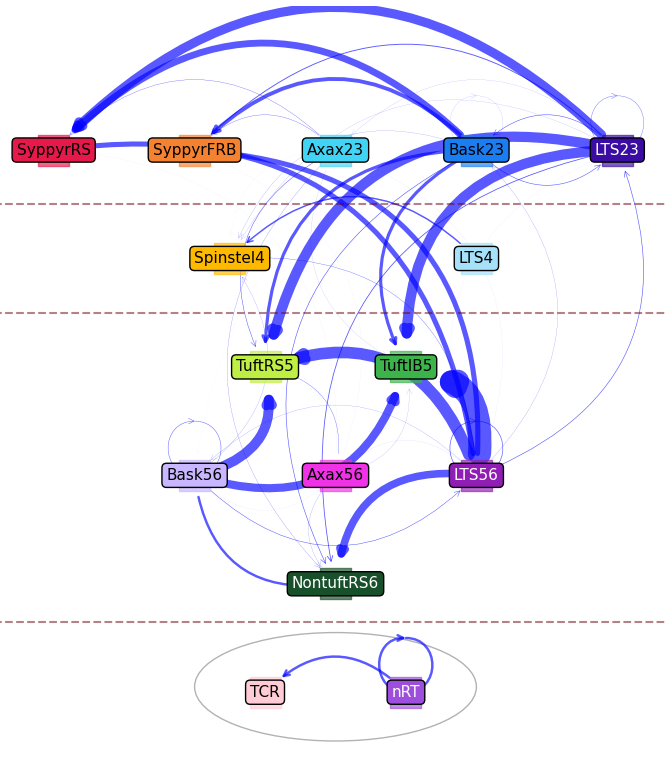 SyppyrRS SyppyrFRB Axax23 Bask23 LTS23
Spinstel4 LTS4
TuftRS5 TuftIB5
Bask56 Axax56 LTS56
NontuftRS6
TCR nRT